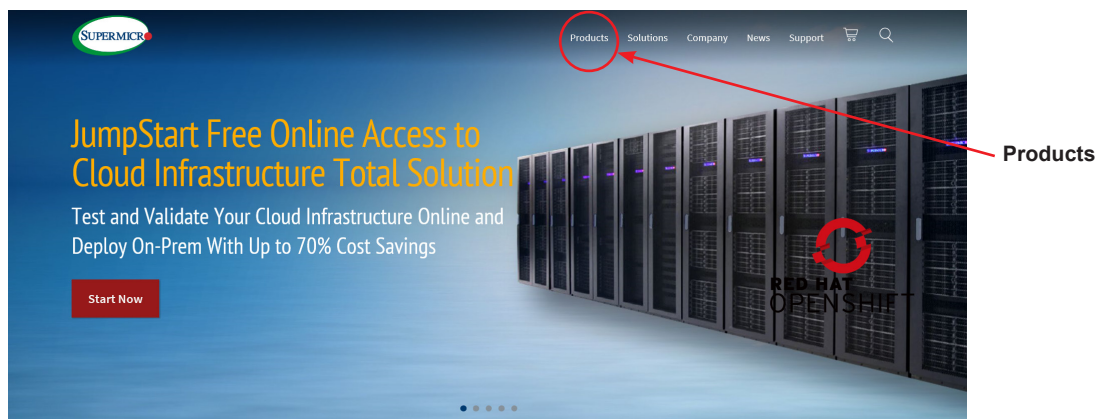 SUPERMICR
Products Solutions Company News Support
JumpStart Free Online Access to
Cloud Infrastructure Total Solution
Products
Test and Validate Your Cloud Infrastructure Online and
Deploy On-Prem With Up to 70% Cost Savings
RED HAT
OPENSHIFT
Start Now